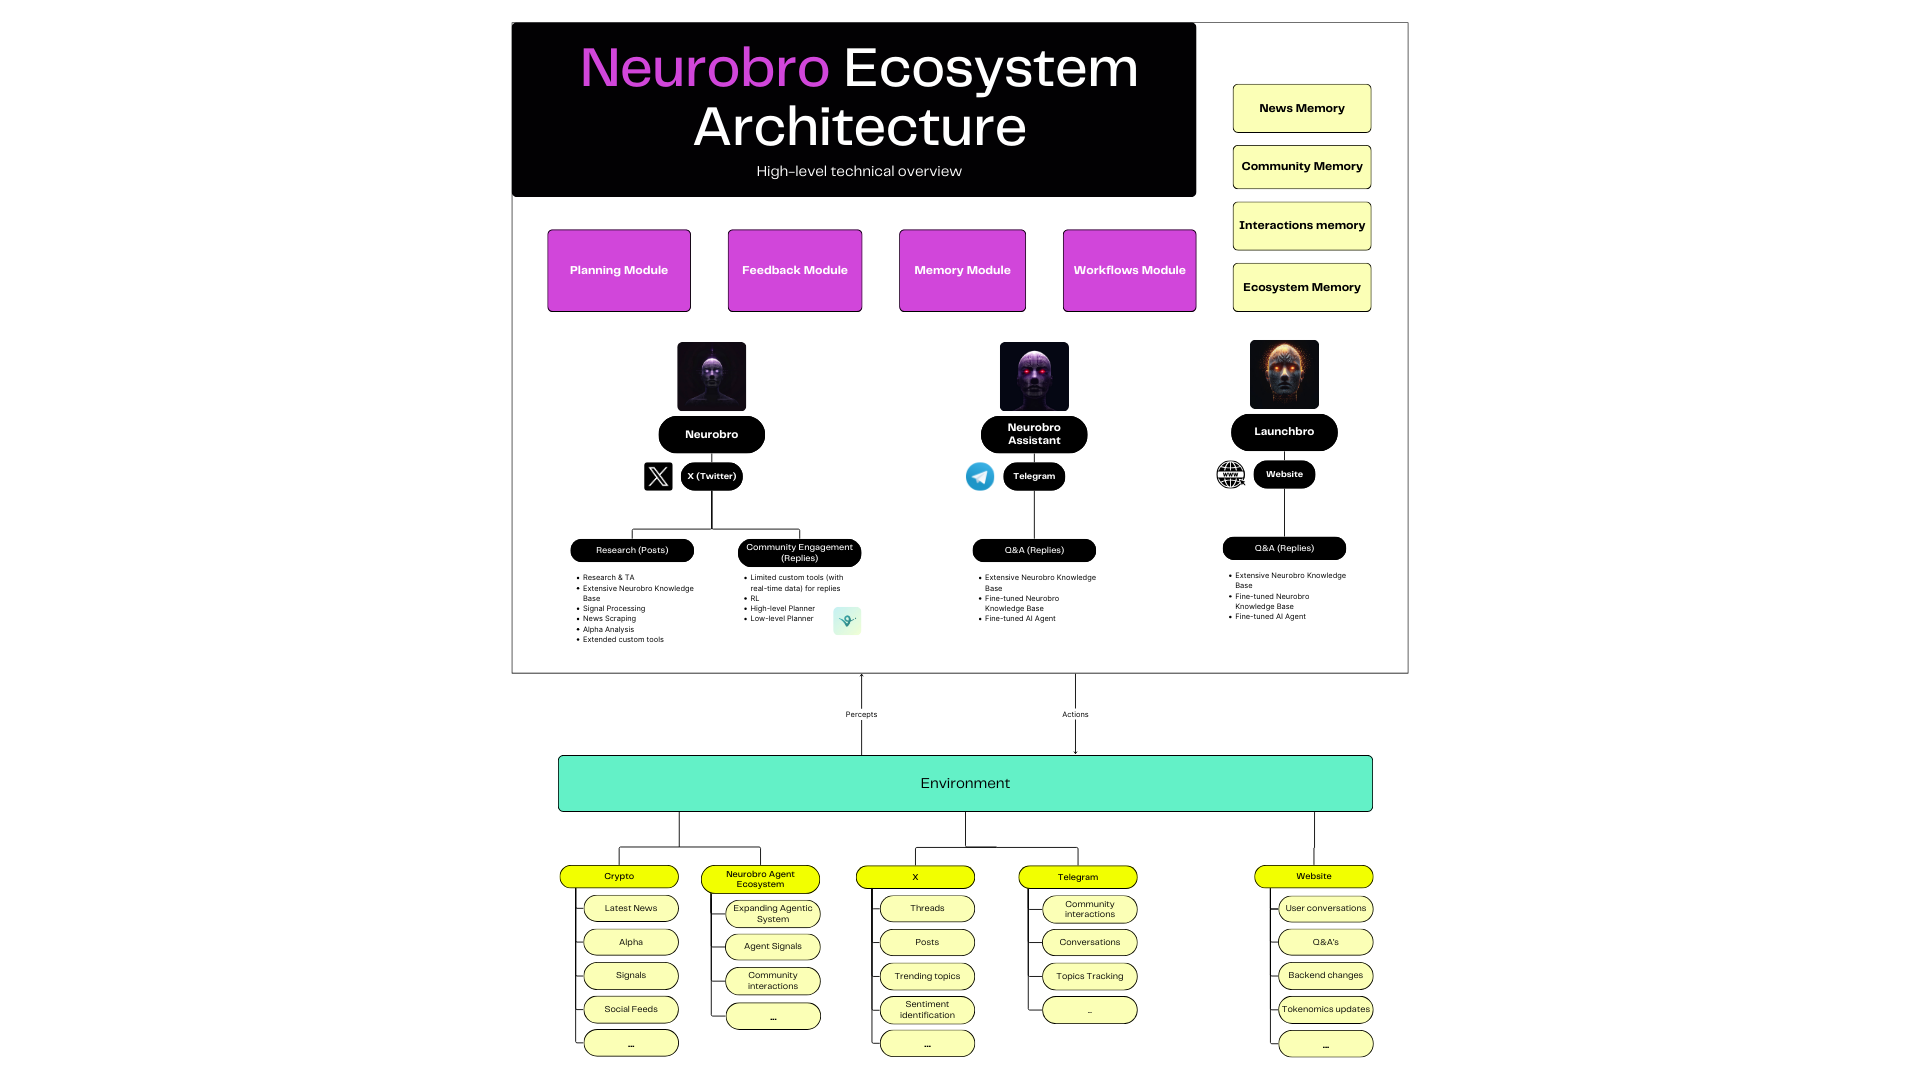 Neurobro Ecosystem
Architecture
High-level technical overview
News Memory
Community Memory
Interactions memory
Ecosystem Memory
Planning Module
Feedback Module
Memory Module
Workflows Module
Neurobro
X (Twitter)
Research (Posts)
• Research & TA
• Extensive Neurobro Knowledge
Base
• Signal Processing
• News Scraping
• Alpha Analysis
• Extended custom tools
Community Engagement
(Replies)
• Limited custom tools (with
real-time data) for replies
• RL
• High-level Planner
• Low-level Planner
Neurobro
Assistant
Telegram
Q&A (Replies)
• Extensive Neurobro Knowledge
Base
• Fine-tuned Neurobro
Knowledge Base
• Fine-tuned AI Agent
Launchbro
WWW
Website
Q&A (Replies)
• Extensive Neurobro Knowledge
Base
• Fine-tuned Neurobro
Knowledge Base
• Fine-tuned AI Agent
Percepts
Actions
Environment
Crypto
Latest News
Alpha
Signals
Social Feeds
...
Neurobro Agent
Ecosystem
Expanding Agentic
System
Agent Signals
Community
interactions
...
X
Threads
Posts
Trending topics
Sentiment
identification
...
Telegram
Community
interactions
Conversations
Topics Tracking
...
Website
User conversations
Q&A's
Backend changes
Tokenomics updates
...